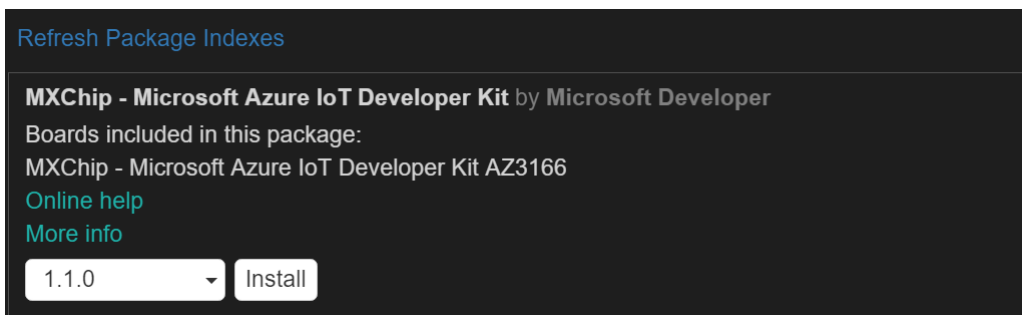 Refresh Package Indexes
MXChip - Microsoft Azure IoT Developer Kit by Microsoft Developer
Boards included in this package:
MXChip - Microsoft Azure IoT Developer Kit AZ3166
Online help
More info
1.1.0 Install